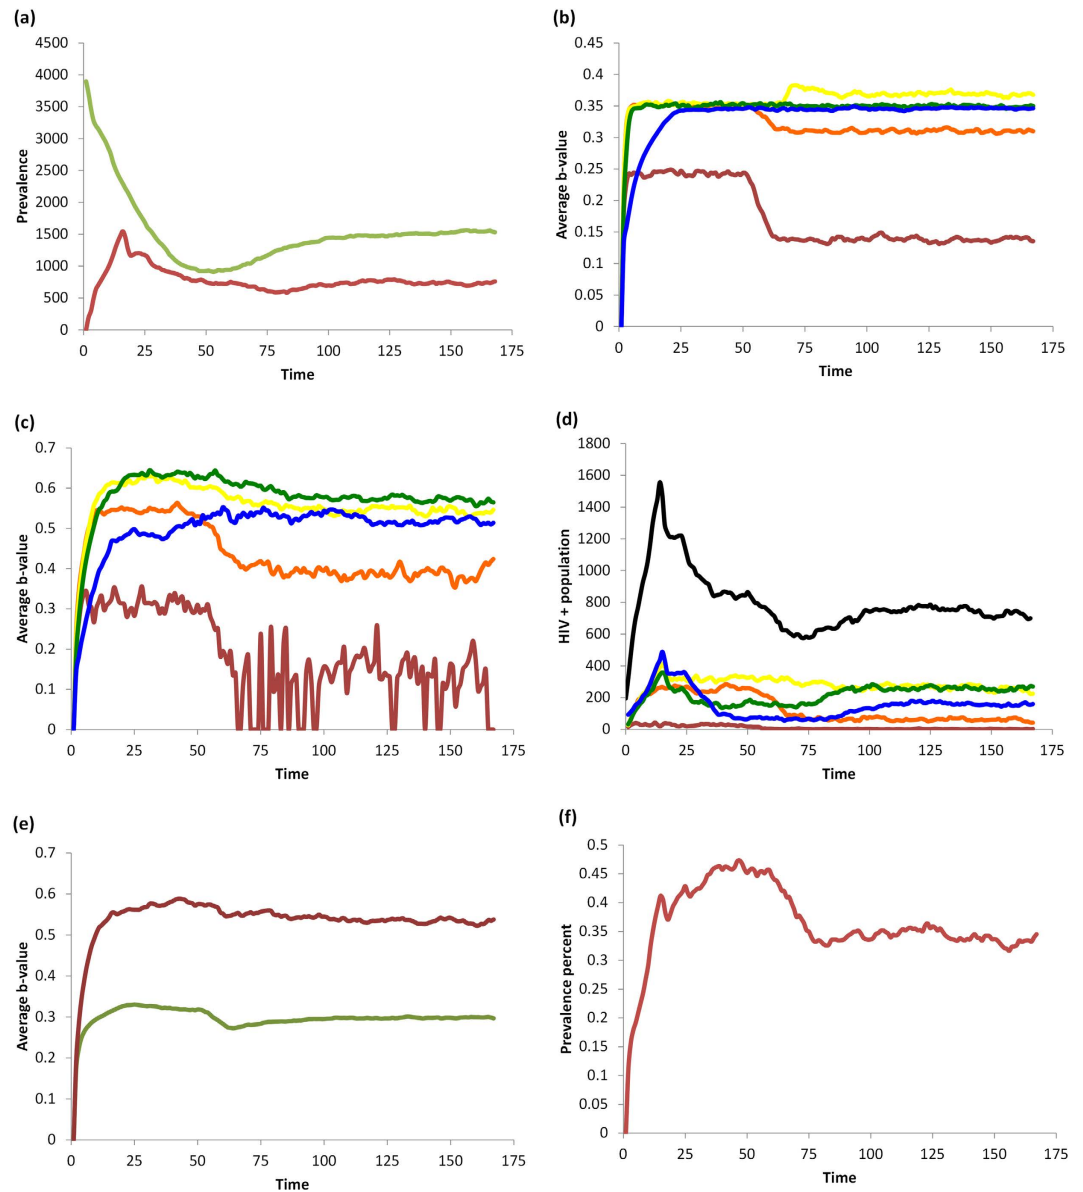 (a)
4500
4000
3500
3000
2500
2000
1500
1000
500
0
Prevalence
0 25 50 75 100 125 150 175
Time
(b)
0.45
0.4
0.35
0.3
0.25
0.2
0.15
0.1
0.05
0
Average b-value
0 25 50 75 100 125 150 175
Time
(c)
0.7
0.6
0.5
0.4
0.3
0.2
0.1
0
Average b-value
0 25 50 75 100 125 150 175
Time
(d)
1800
1600
1400
1200
1000
800
600
400
200
0
HIV + population
0 25 50 75 100 125 150 175
Time
(e)
0.7
0.6
0.5
0.4
0.3
0.2
0.1
0
Average b-value
0 25 50 75 100 125 150 175
Time
(f)
0.5
0.45
0.4
0.35
0.3
0.25
0.2
0.15
0.1
0.05
0
Prevalence percent
0 25 50 75 100 125 150 175
Time